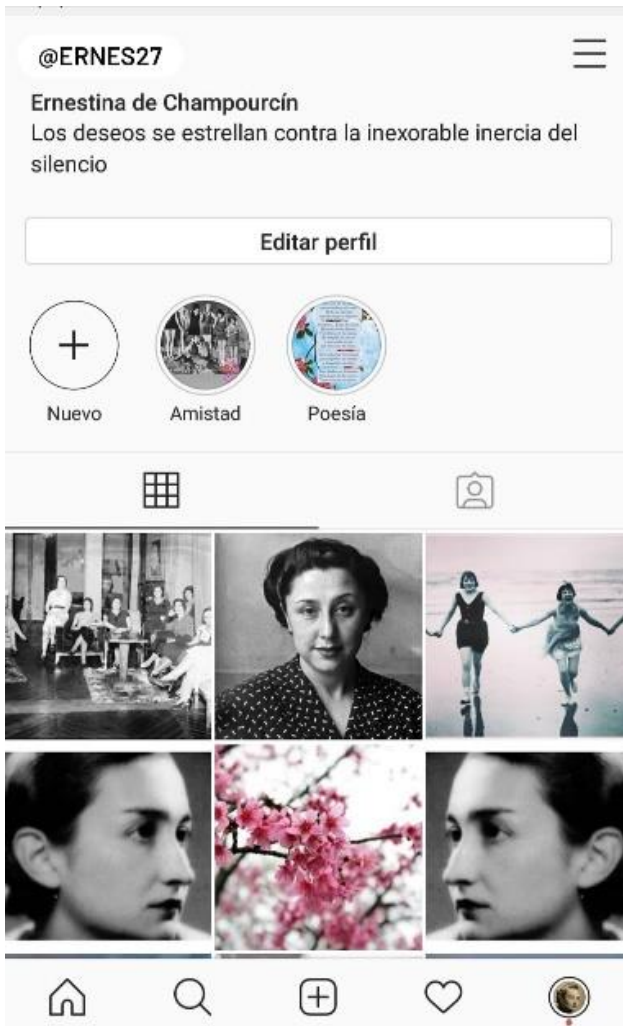 @ERNES27
Ernestina de Champourcín
Los deseos se estrellan contra la inexorable inercia del
silencio
Editar perfil
Nuevo
Amistad
Poesía